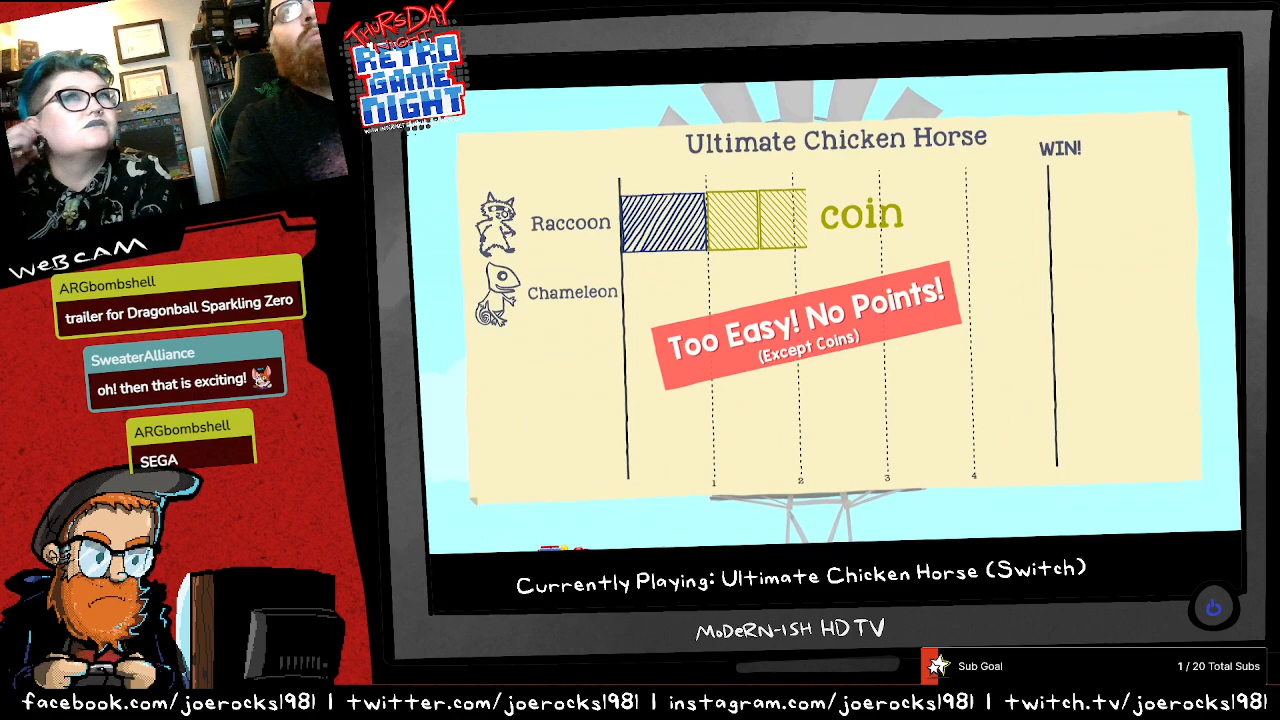 THURSDAY
NIGHT
RETRO
GAME
NIGHT
WEBCAM
ARGbombshell
trailer for Dragonball Sparkling Zero
SweaterAlliance
oh! then that is exciting!
ARGbombshell
SEGA
Ultimate Chicken Horse
WIN!
Raccoon
coin
Chameleon
Too Easy! No Points!
(Except Coins)
1 2 3 4
Currently Playing: Ultimate Chicken Horse (Switch)
MODERN-ISH HDTV
Sub Goal
1 / 20 Total Subs
facebook.com/joerocks1981 | twitter.com/joerocks1981 | instagram.com/joerocks1981 | twitch.tv/joerocks1981